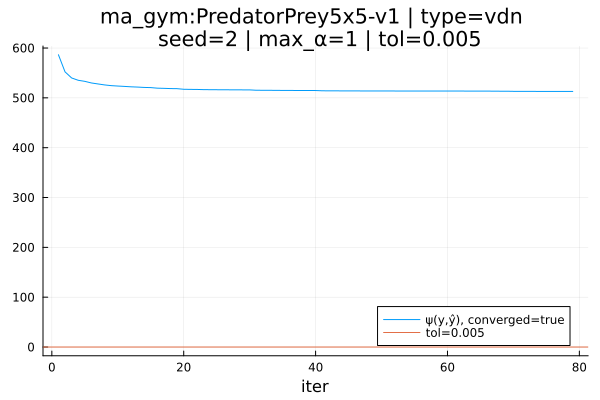 ma_gym:PredatorPrey5x5-v1 | type=vdn
seed=2 | max_α=1 | tol=0.005
600
500
400
300
200
100
0
ψ(y,ŷ), converged=true
tol=0.005
0
20
40
60
80
iter